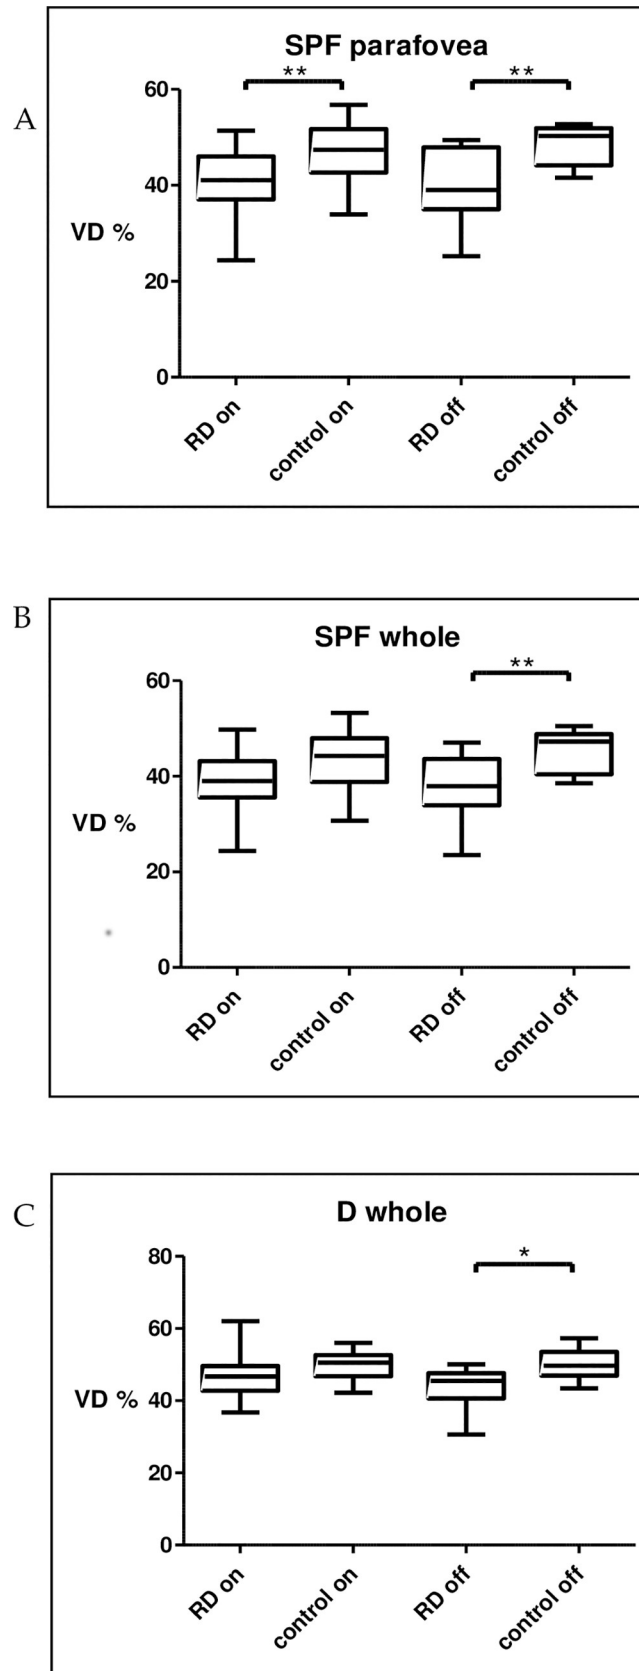 A
SPF parafovea
** **
60
40
VD %
20
0
RD on control on RD off control off
B
SPF whole
**
60
40
VD %
20
0
RD on control on RD off control off
C
D whole
*
80
60
VD %
40
20
0
RD on control on RD off control off